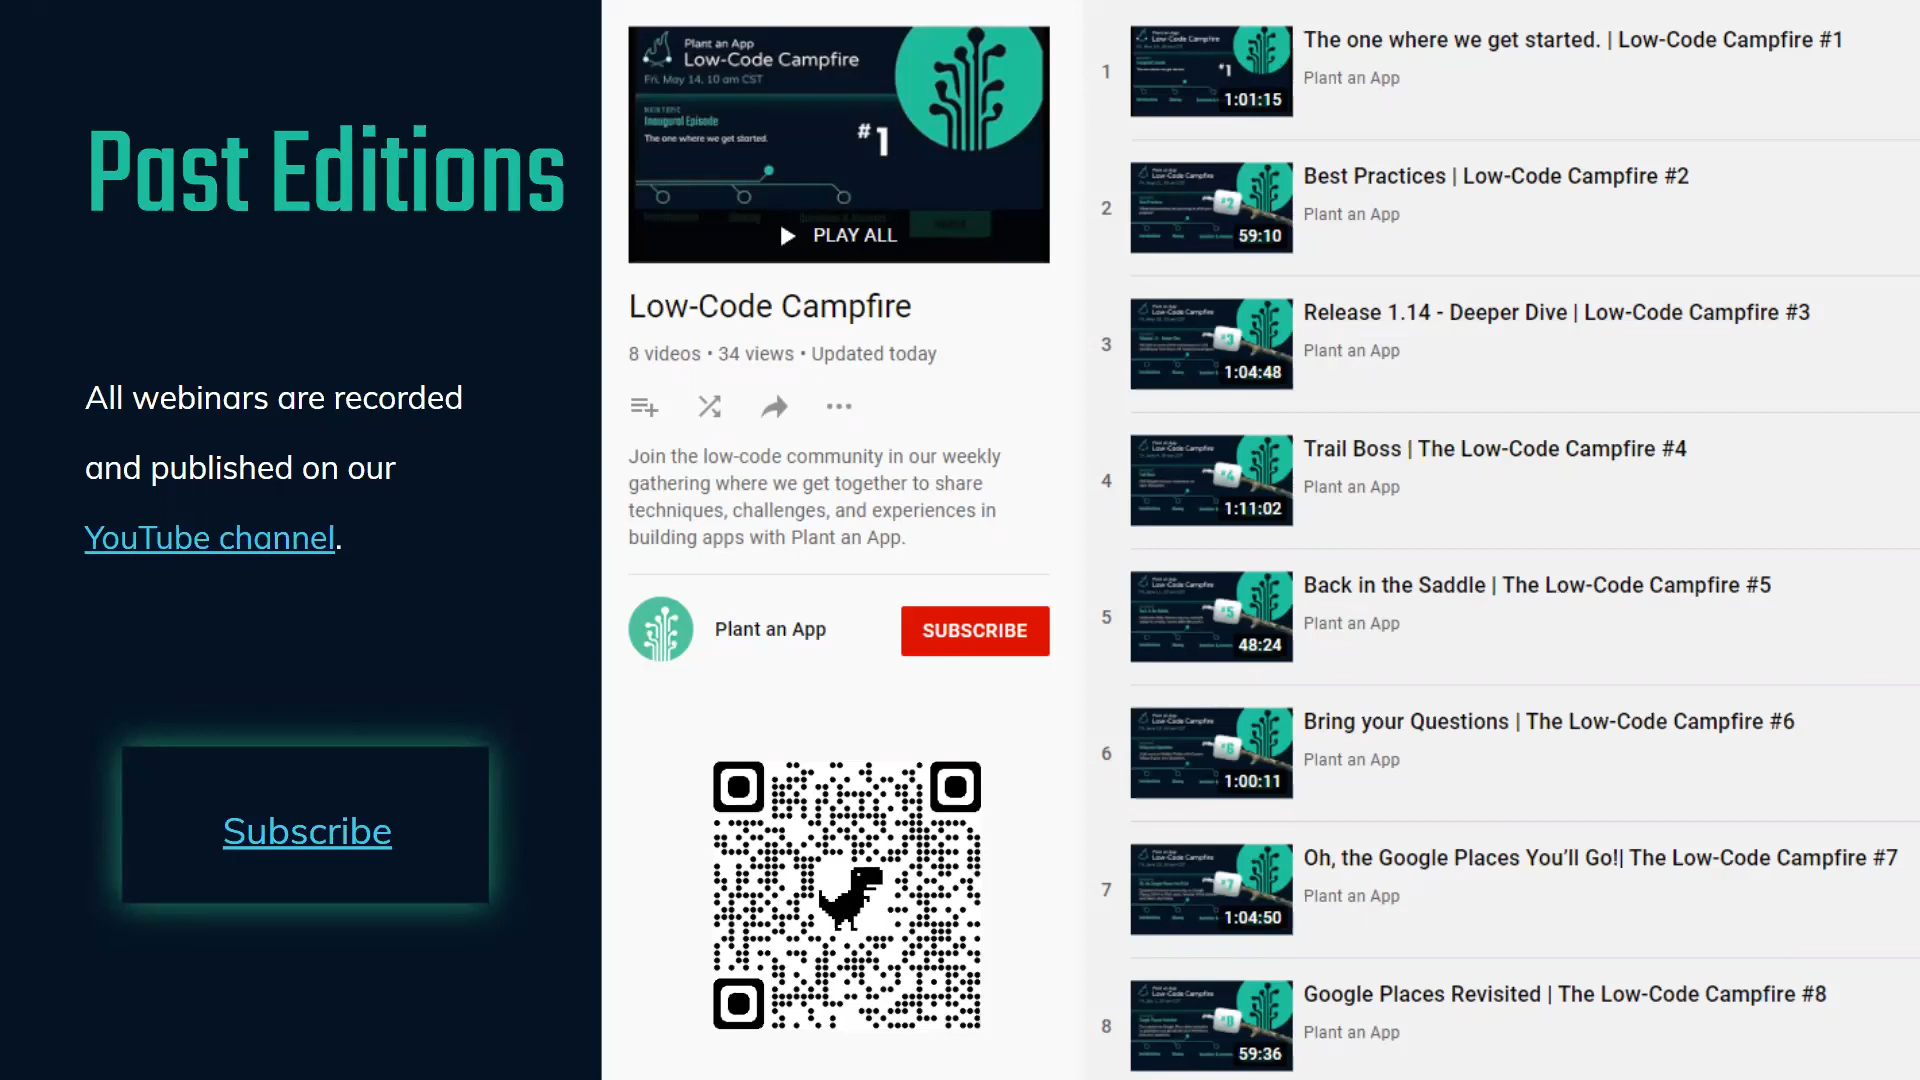 Past Editions
All webinars are recorded
and published on our
YouTube channel.
Subscribe
Plant an App
Low-Code Campfire
Fri, May 14, 10 am CST
MAIN TOPIC
Inaugural Episode
The one where we get started.
#1
PLAY ALL
Low-Code Campfire
8 videos • 34 views • Updated today
Join the low-code community in our weekly
gathering where we get together to share
techniques, challenges, and experiences in
building apps with Plant an App.
Plant an App
SUBSCRIBE
1
1:01:15
The one where we get started. | Low-Code Campfire #1
Plant an App
2
59:10
Best Practices | Low-Code Campfire #2
Plant an App
3
1:04:48
Release 1.14 - Deeper Dive | Low-Code Campfire #3
Plant an App
4
1:11:02
Trail Boss | The Low-Code Campfire #4
Plant an App
5
48:24
Back in the Saddle | The Low-Code Campfire #5
Plant an App
6
1:00:11
Bring your Questions | The Low-Code Campfire #6
Plant an App
7
1:04:50
Oh, the Google Places You’ll Go!| The Low-Code Campfire #7
Plant an App
8
59:36
Google Places Revisited | The Low-Code Campfire #8
Plant an App